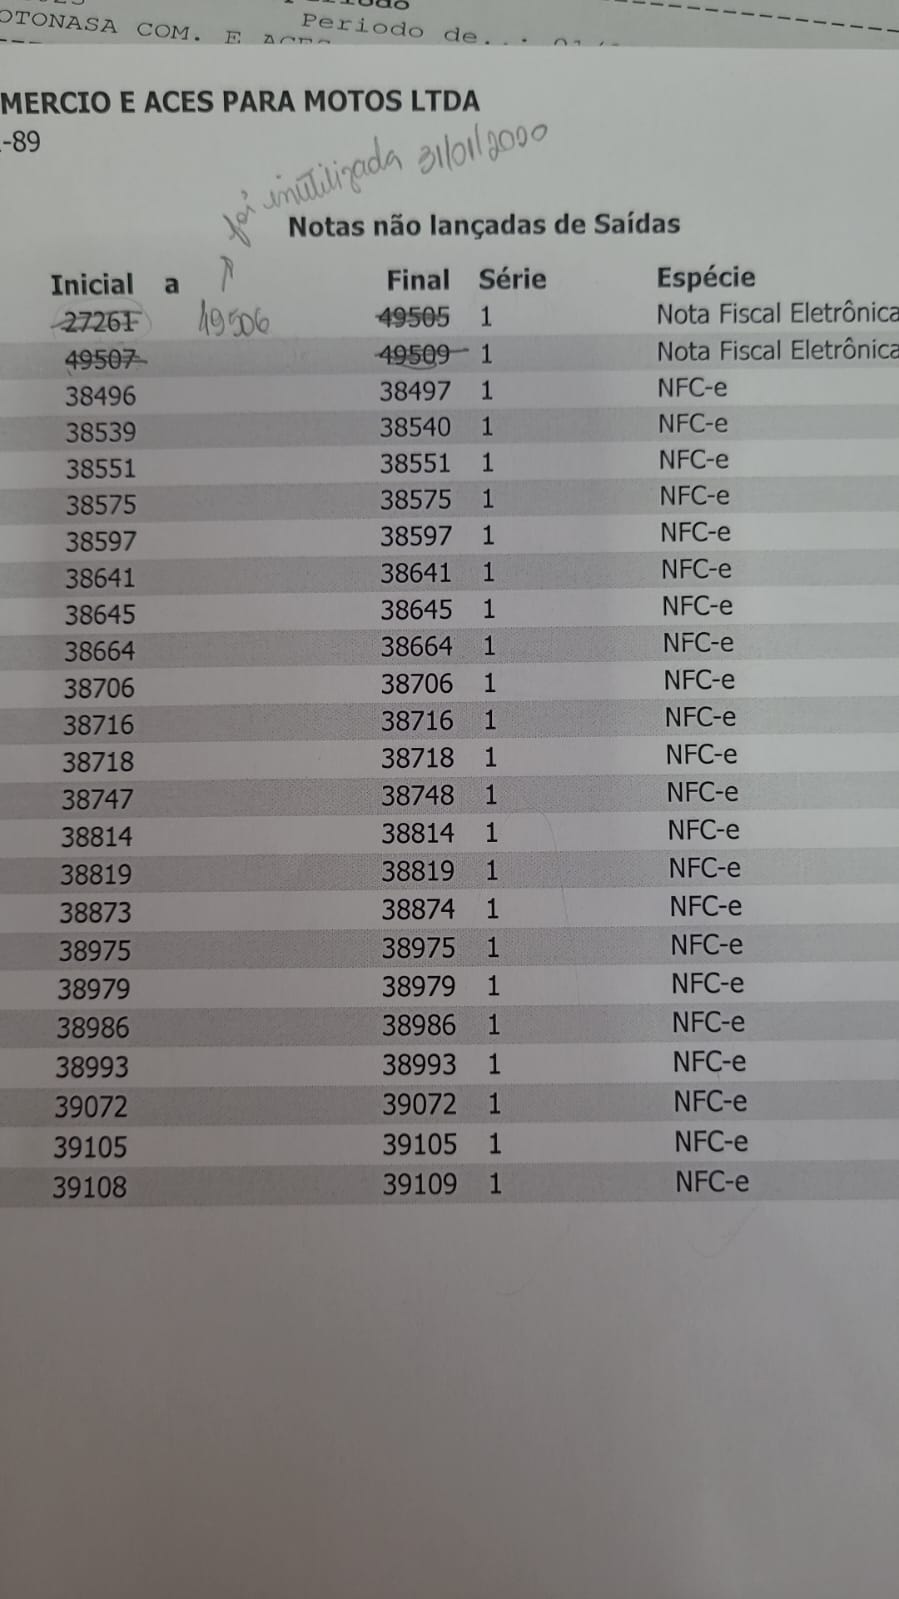 OTONASA COM. E ACES
Periodo de..: 01/
MERCIO E ACES PARA MOTOS LTDA
-89
foi inutilizada 31/01/2020
Notas não lançadas de Saídas
Inicial a Final Série Espécie
27261 49506 49505 1 Nota Fiscal Eletrônica
49507 49509 1 Nota Fiscal Eletrônica
38496 38497 1 NFC-e
38539 38540 1 NFC-e
38551 38551 1 NFC-e
38575 38575 1 NFC-e
38597 38597 1 NFC-e
38641 38641 1 NFC-e
38645 38645 1 NFC-e
38664 38664 1 NFC-e
38706 38706 1 NFC-e
38716 38716 1 NFC-e
38718 38718 1 NFC-e
38747 38748 1 NFC-e
38814 38814 1 NFC-e
38819 38819 1 NFC-e
38873 38874 1 NFC-e
38975 38975 1 NFC-e
38979 38979 1 NFC-e
38986 38986 1 NFC-e
38993 38993 1 NFC-e
39072 39072 1 NFC-e
39105 39105 1 NFC-e
39108 39109 1 NFC-e